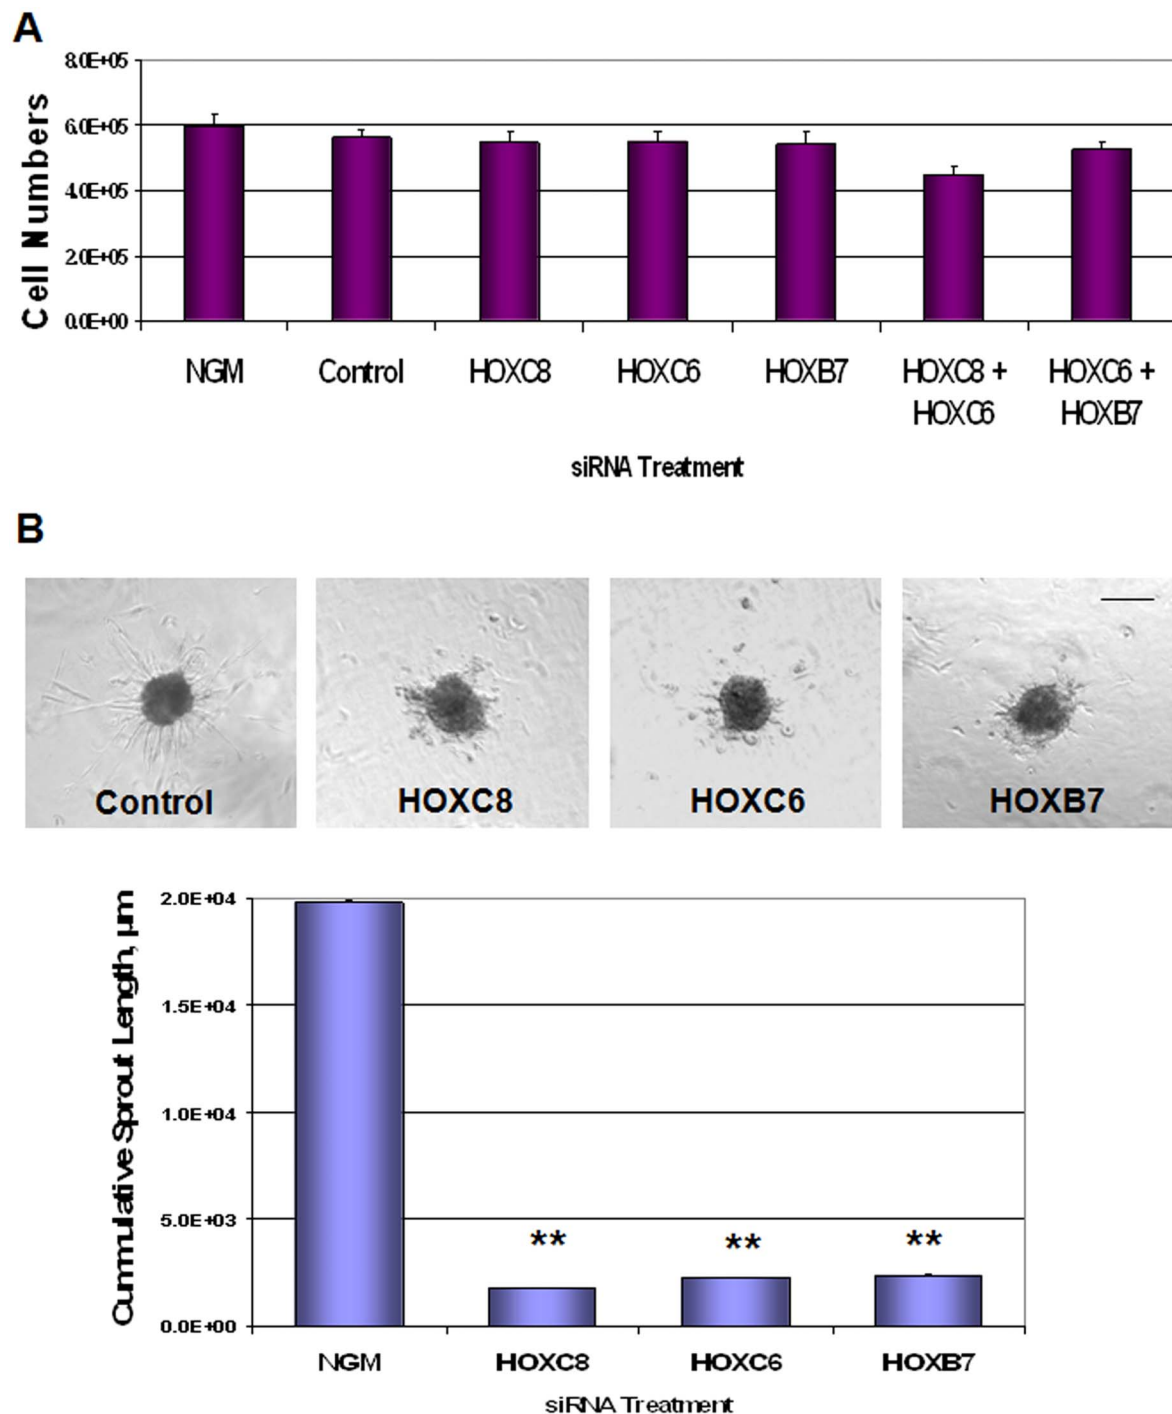 A
Cell Numbers
8.0E+05
6.0E+05
4.0E+05
2.0E+05
0.0E+00
NGM Control HOXC8 HOXC6 HOXB7 HOXC8 + HOXC6 +
HOXC6 HOXB7
siRNA Treatment
B
Control HOXC8 HOXC6 HOXB7
Cummulative Sprout Length, µm
2.0E+04
1.5E+04
1.0E+04
5.0E+03
0.0E+00
** ** **
NGM HOXC8 HOXC6 HOXB7
siRNA Treatment